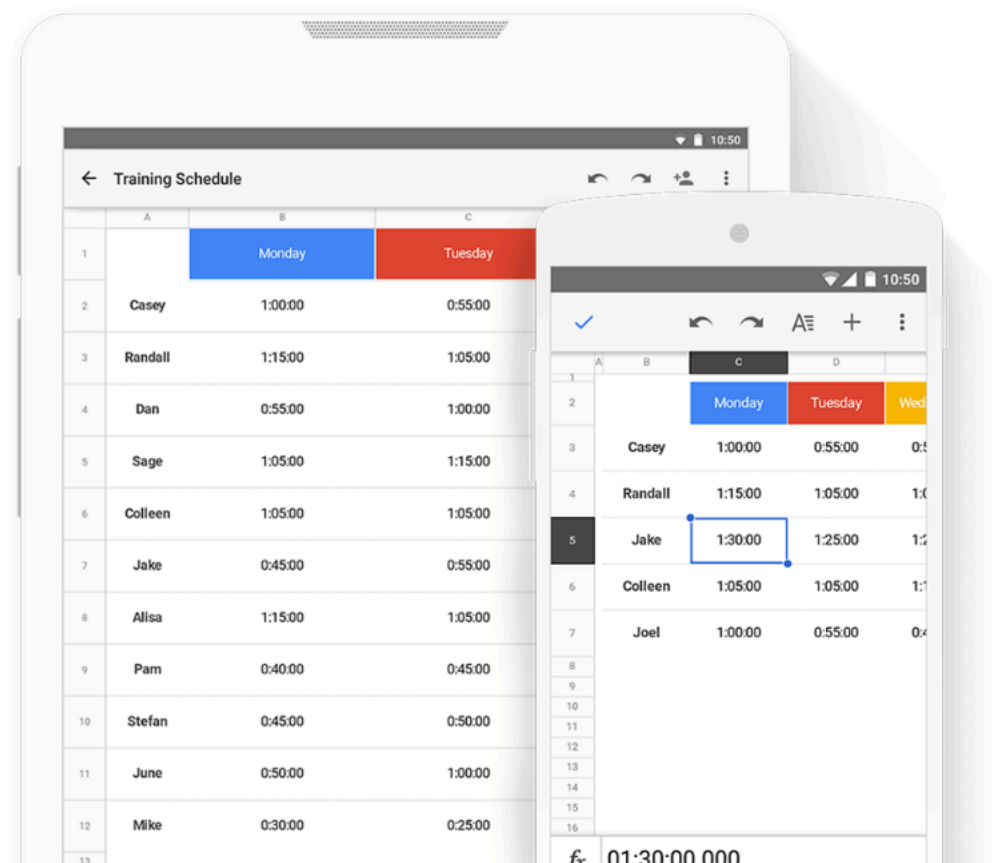 10:50
Training Schedule
A B C
1 Monday Tuesday
2 Casey 1:00:00 0:55:00
3 Randall 1:15:00 1:05:00
4 Dan 0:55:00 1:00:00
5 Sage 1:05:00 1:15:00
6 Colleen 1:05:00 1:05:00
7 Jake 0:45:00 0:55:00
8 Alisa 1:15:00 1:05:00
9 Pam 0:40:00 0:45:00
10 Stefan 0:45:00 0:50:00
11 June 0:50:00 1:00:00
12 Mike 0:30:00 0:25:00
13
10:50
A B C D
1
2 Monday Tuesday Wed
3 Casey 1:00:00 0:55:00
4 Randall 1:15:00 1:05:00
5 Jake 1:30:00 1:25:00
6 Colleen 1:05:00 1:05:00
7 Joel 1:00:00 0:55:00
8
9
10
11
12
13
14
15
16
fx 01:30:00.000